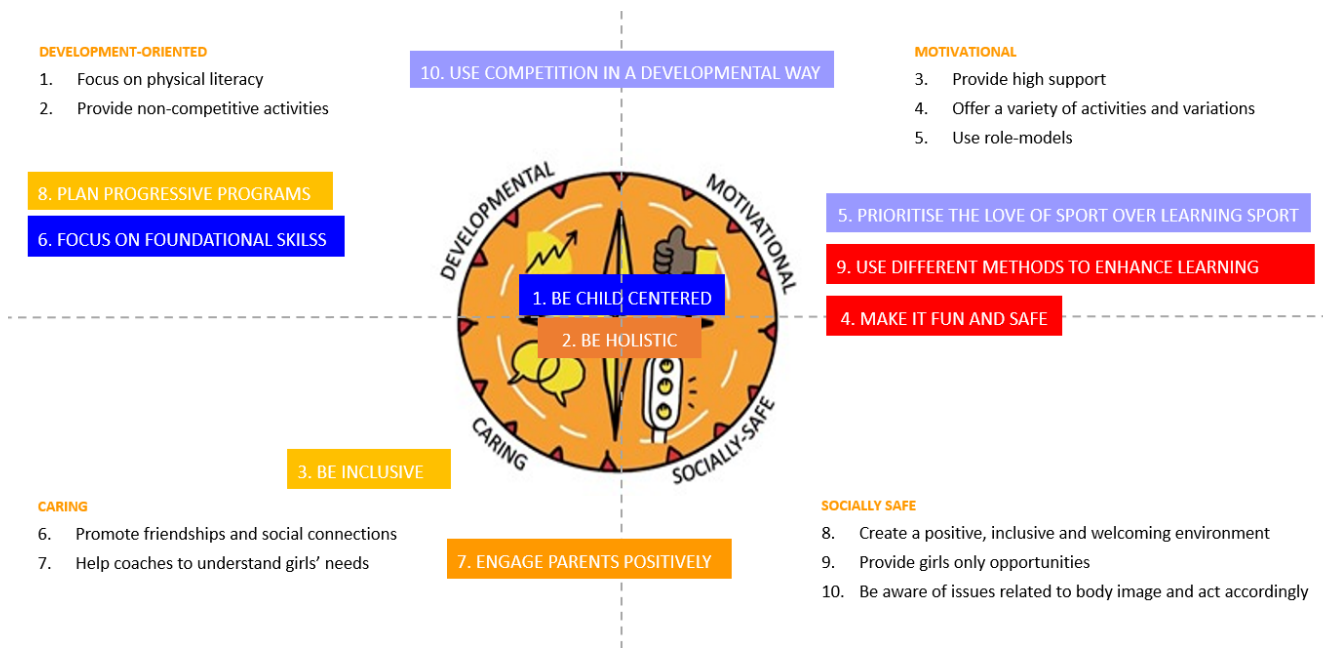 DEVELOPMENT-ORIENTED
1. Focus on physical literacy
2. Provide non-competitive activities
10. USE COMPETITION IN A DEVELOPMENTAL WAY
MOTIVATIONAL
3. Provide high support
4. Offer a variety of activities and variations
5. Use role-models
8. PLAN PROGRESSIVE PROGRAMS
6. FOCUS ON FOUNDATIONAL SKILSS
DEVELOPMENTAL
MOTIVATIONAL
5. PRIORITISE THE LOVE OF SPORT OVER LEARNING SPORT
9. USE DIFFERENT METHODS TO ENHANCE LEARNING
4. MAKE IT FUN AND SAFE
1. BE CHILD CENTERED
2. BE HOLISTIC
CARING
SOCIALLY-SAFE
3. BE INCLUSIVE
CARING
6. Promote friendships and social connections
7. Help coaches to understand girls’ needs
7. ENGAGE PARENTS POSITIVELY
SOCIALLY SAFE
8. Create a positive, inclusive and welcoming environment
9. Provide girls only opportunities
10. Be aware of issues related to body image and act accordingly